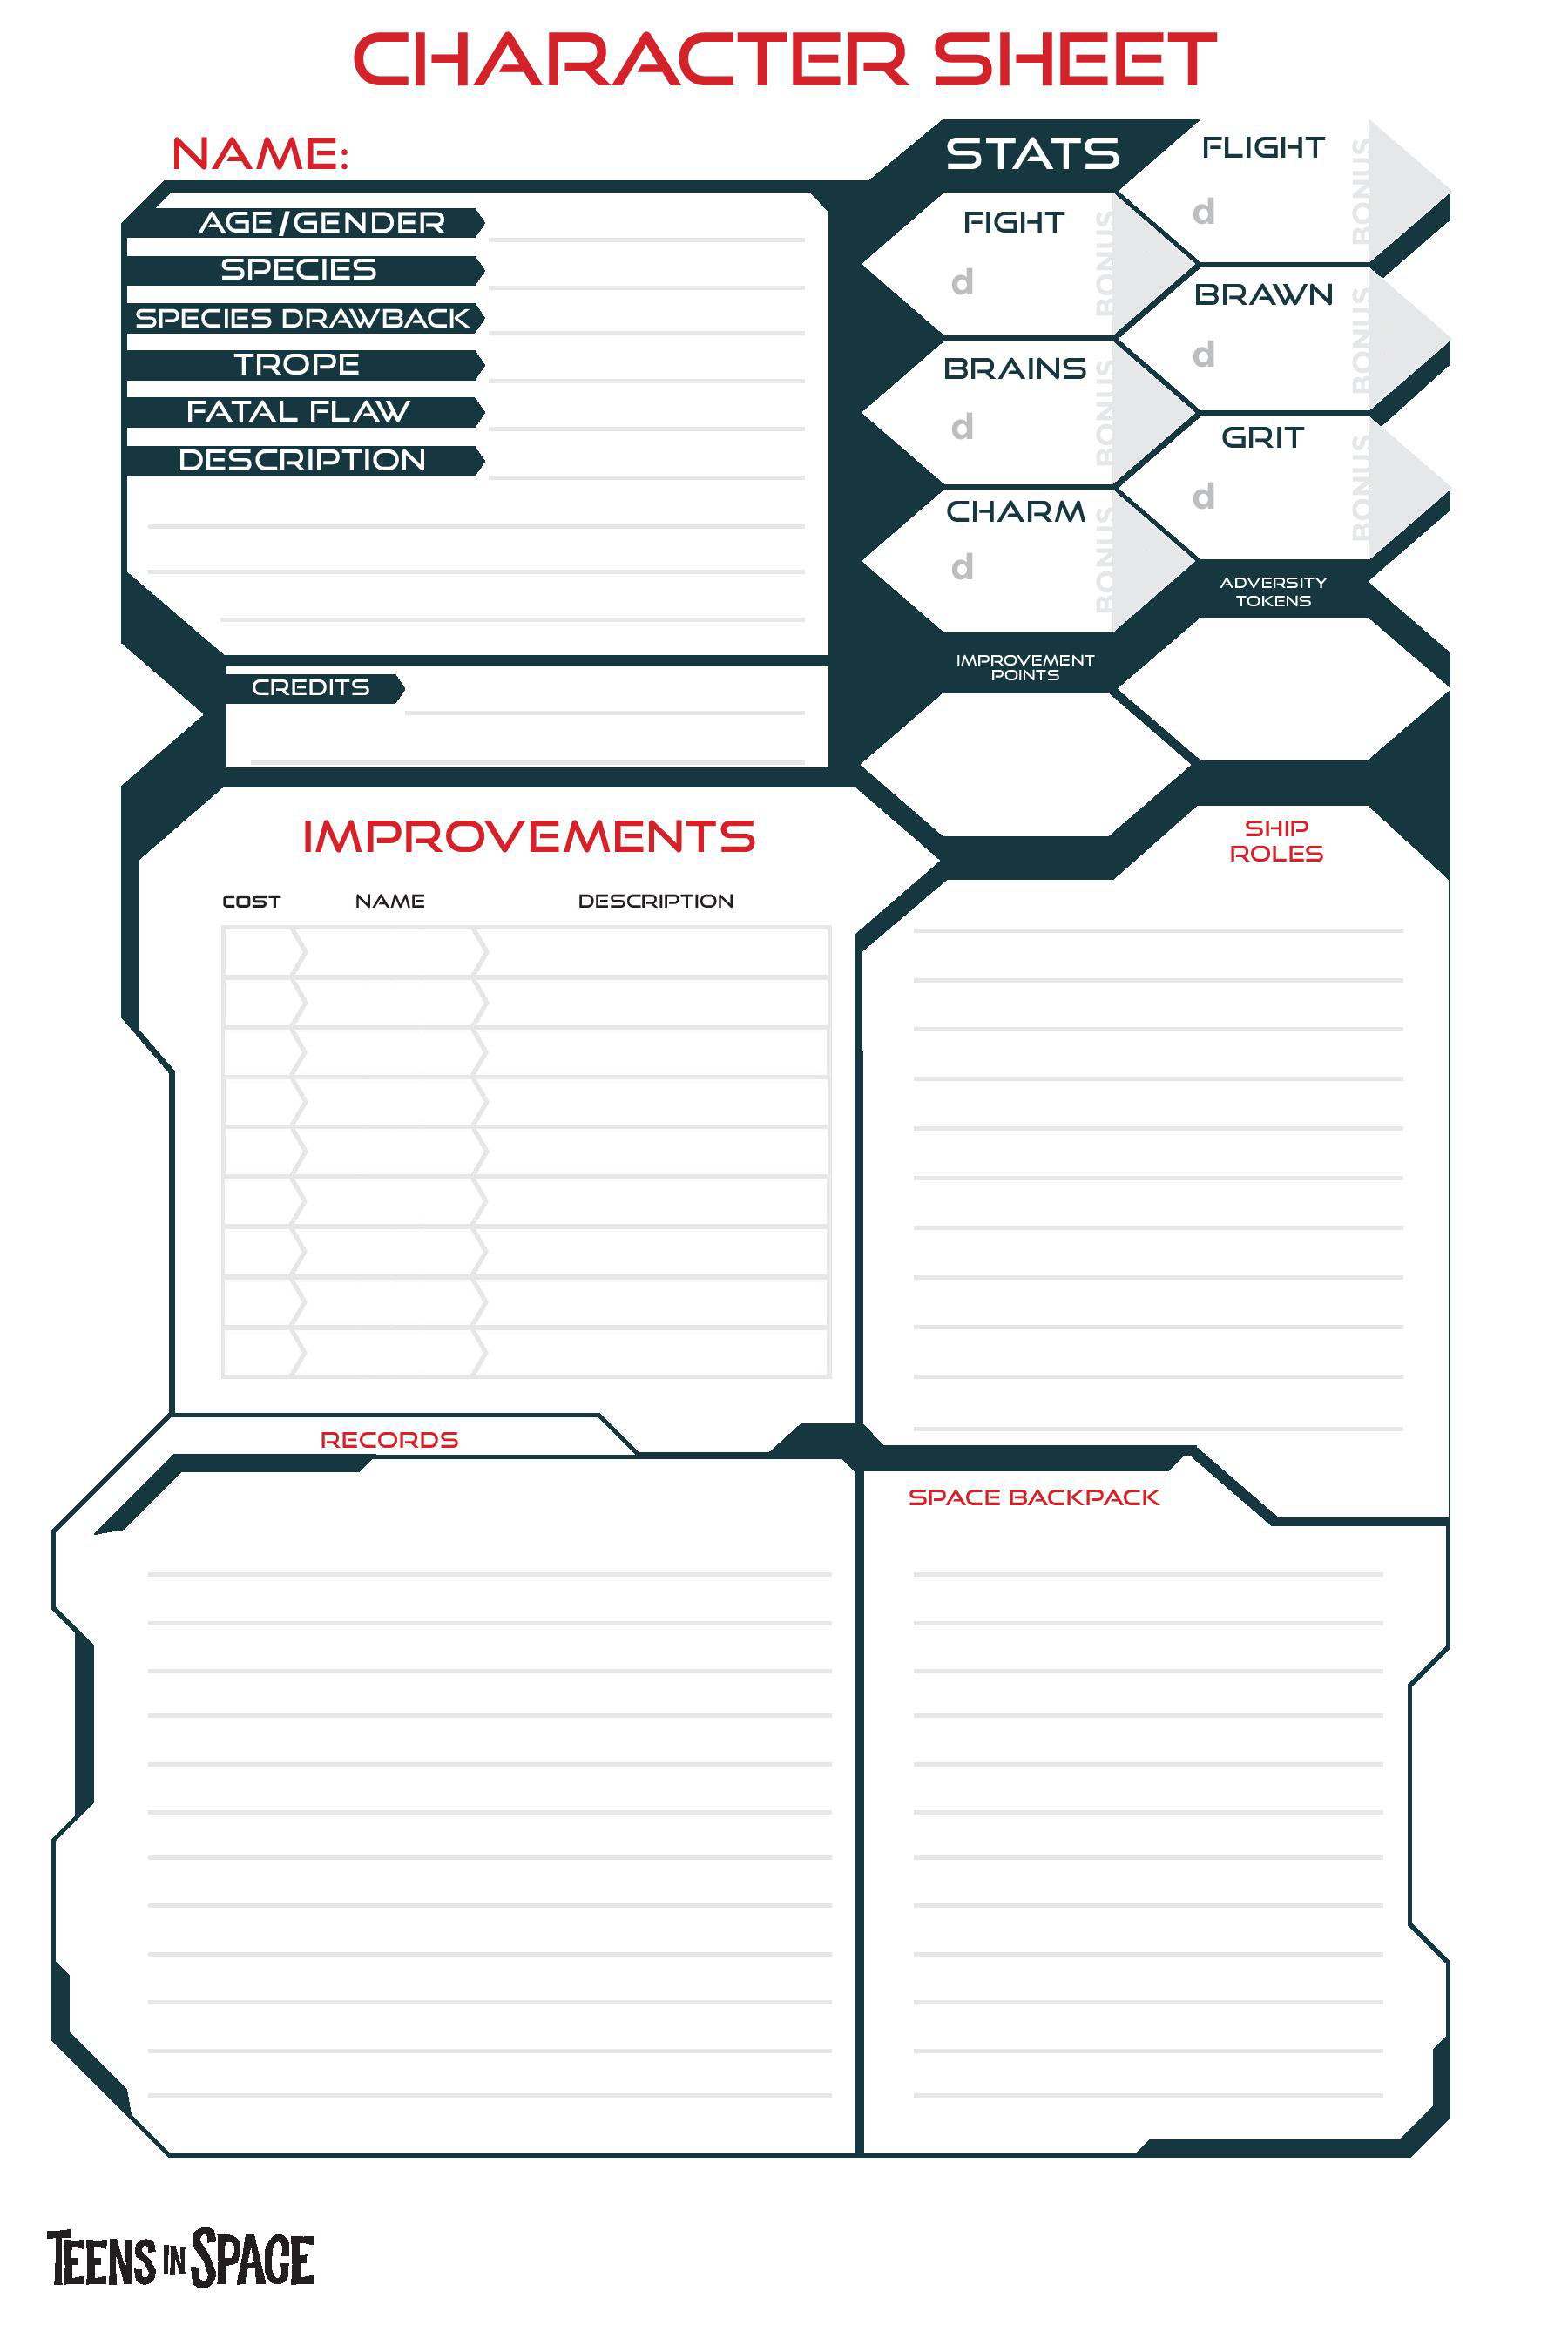 CHARACTER SHEET
NAME:
AGE/GENDER
SPECIES
SPECIES DRAWBACK
TROPE
FATAL FLAW
DESCRIPTION
CREDITS
STATS
FIGHT
d
BONUS
BRAINS
d
BONUS
CHARM
d
BONUS
FLIGHT
d
BONUS
BRAWN
d
BONUS
GRIT
d
BONUS
IMPROVEMENT
POINTS
ADVERSITY
TOKENS
IMPROVEMENTS
COST NAME DESCRIPTION
SHIP
ROLES
RECORDS
SPACE BACKPACK
TEENS IN SPACE